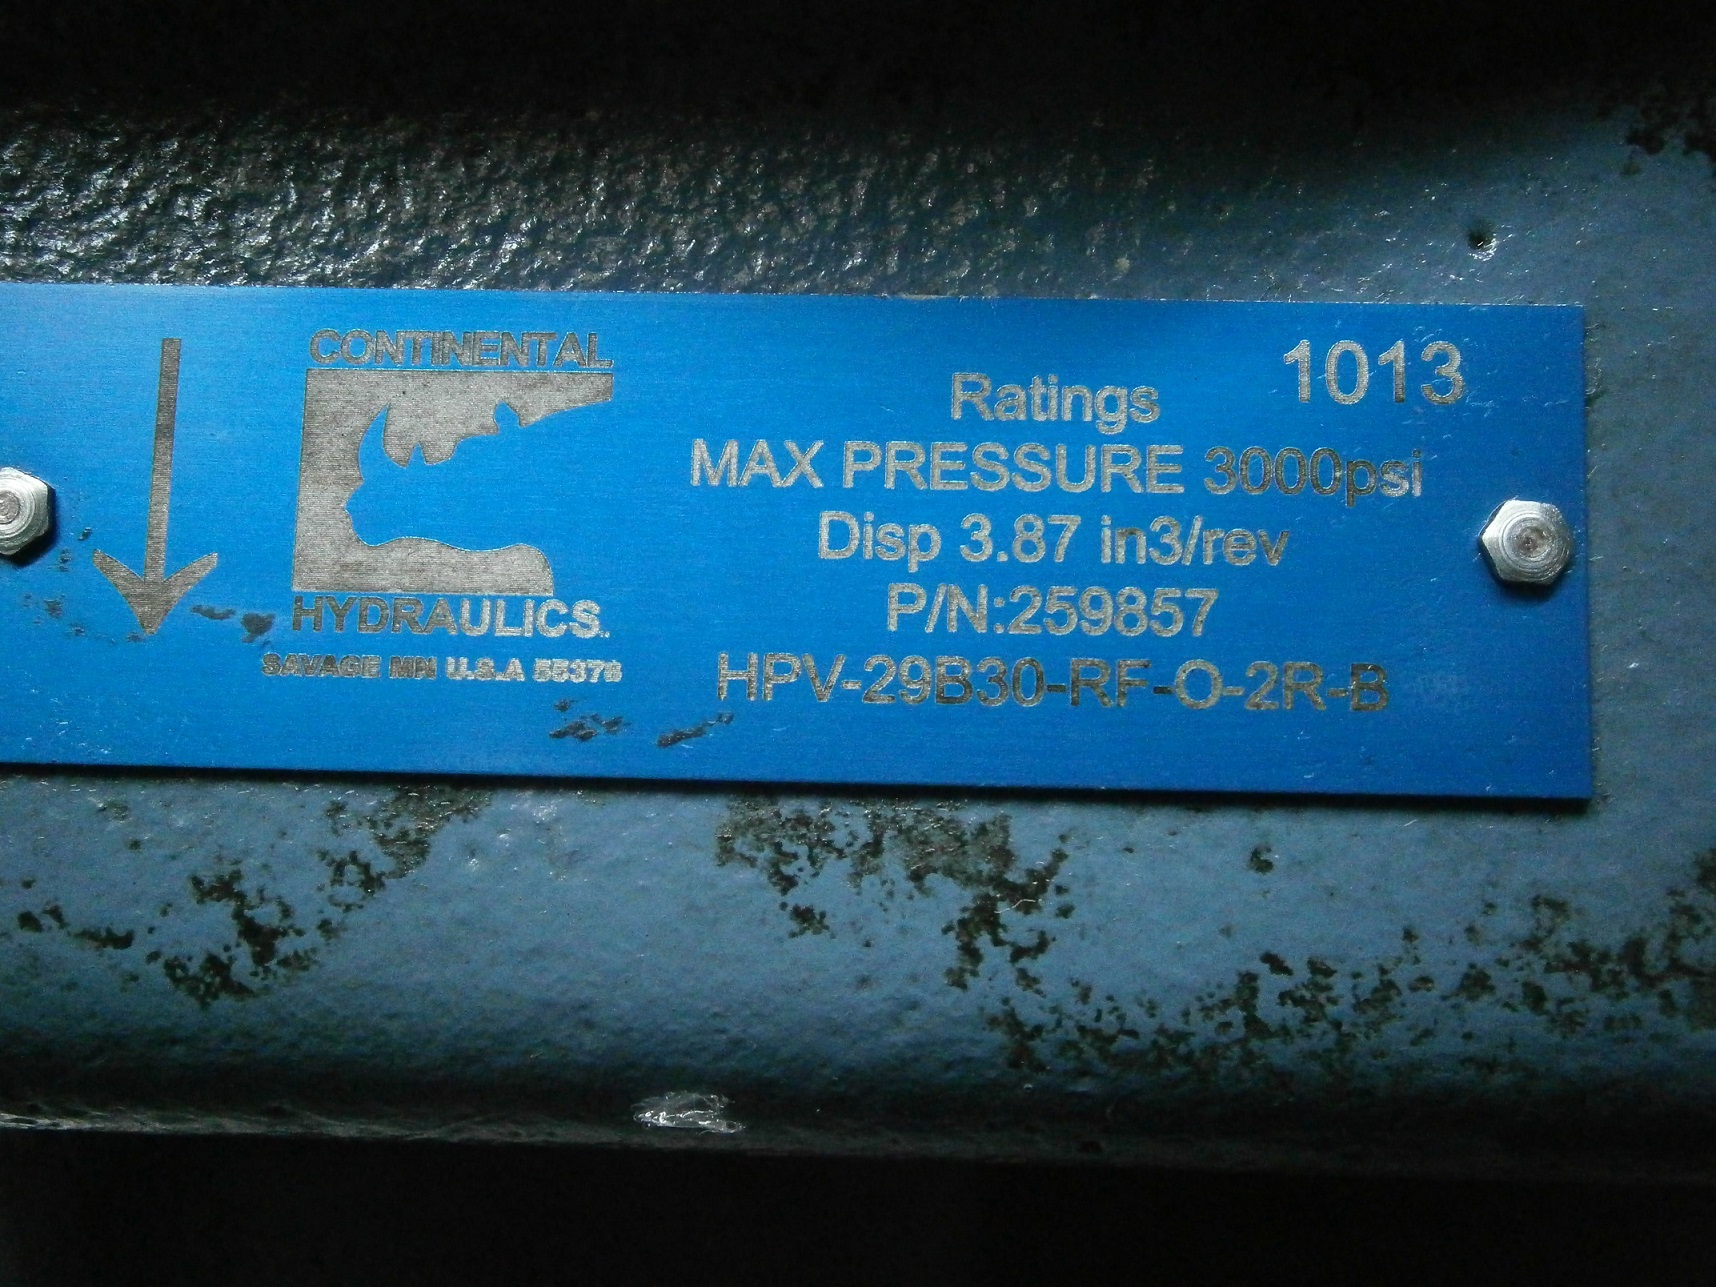 CONTINENTAL
HYDRAULICS
SAVAGE MN U.S.A 55378
1013
Ratings
MAX PRESSURE 3000psi
Disp 3.87 in3/rev
P/N:259857
HPV-29B30-RF-O-2R-B